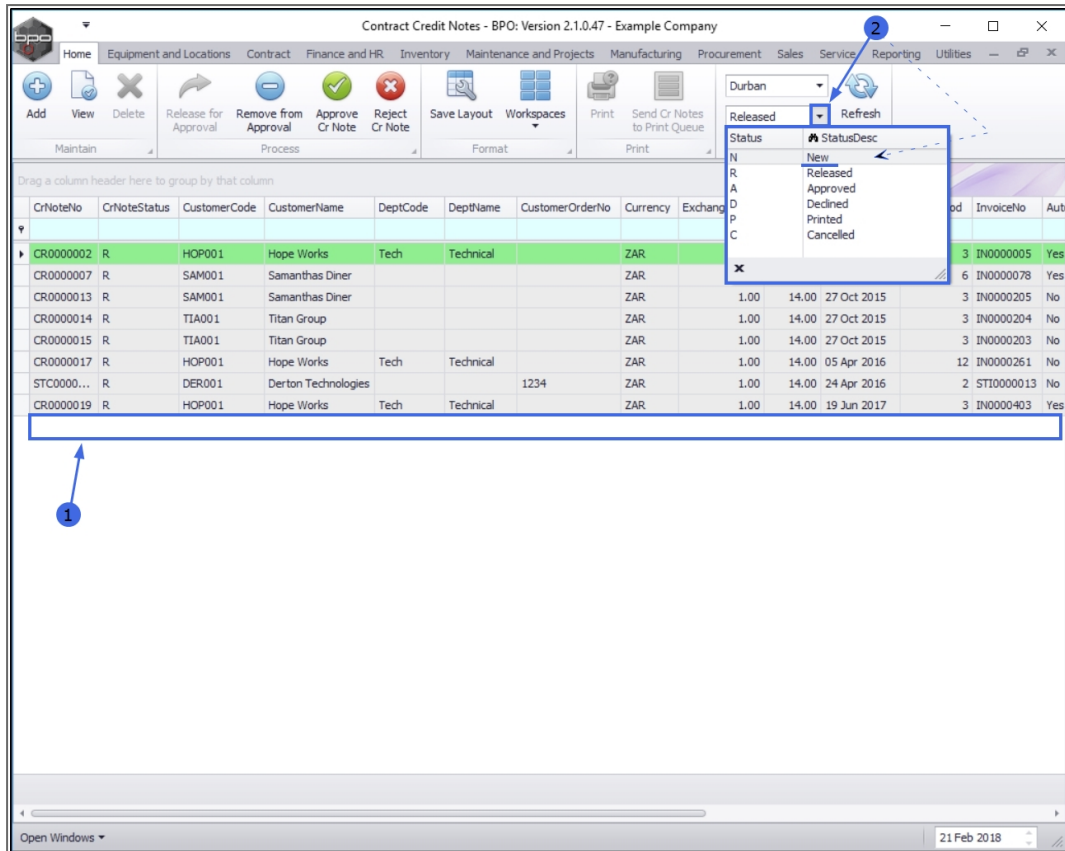 Contract Credit Notes - BPO: Version 2.1.0.47 - Example Company
bpo
2
Home Equipment and Locations Contract Finance and HR Inventory Maintenance and Projects Manufacturing Procurement Sales Service Reporting Utilities
Durban
Add View Delete Release for Approval Remove from Approval Approve Cr Note Reject Cr Note Save Layout Workspaces Print Send Cr Notes to Print Queue Released Refresh
Maintain Process Format Print
Status StatusDesc
N New
R Released
A Approved
D Declined
P Printed
C Cancelled
x
Drag a column header here to group by that column
CrNoteNo CrNoteStatus CustomerCode CustomerName DeptCode DeptName CustomerOrderNo Currency Exchang od InvoiceNo Aut
CR0000002 R HOP001 Hope Works Tech Technical ZAR 3 IN0000005 Yes
CR0000007 R SAM001 Samanthas Diner ZAR 6 IN0000078 Yes
CR0000013 R SAM001 Samanthas Diner ZAR 1.00 14.00 27 Oct 2015 3 IN0000205 No
CR0000014 R TIA001 Titan Group ZAR 1.00 14.00 27 Oct 2015 3 IN0000204 No
CR0000015 R TIA001 Titan Group ZAR 1.00 14.00 27 Oct 2015 3 IN0000203 No
CR0000017 R HOP001 Hope Works Tech Technical ZAR 1.00 14.00 05 Apr 2016 12 IN0000261 No
STC0000... R DER001 Derton Technologies 1234 ZAR 1.00 14.00 24 Apr 2016 2 STI0000013 No
CR0000019 R HOP001 Hope Works Tech Technical ZAR 1.00 14.00 19 Jun 2017 3 IN0000403 Yes
1
Open Windows 21 Feb 2018